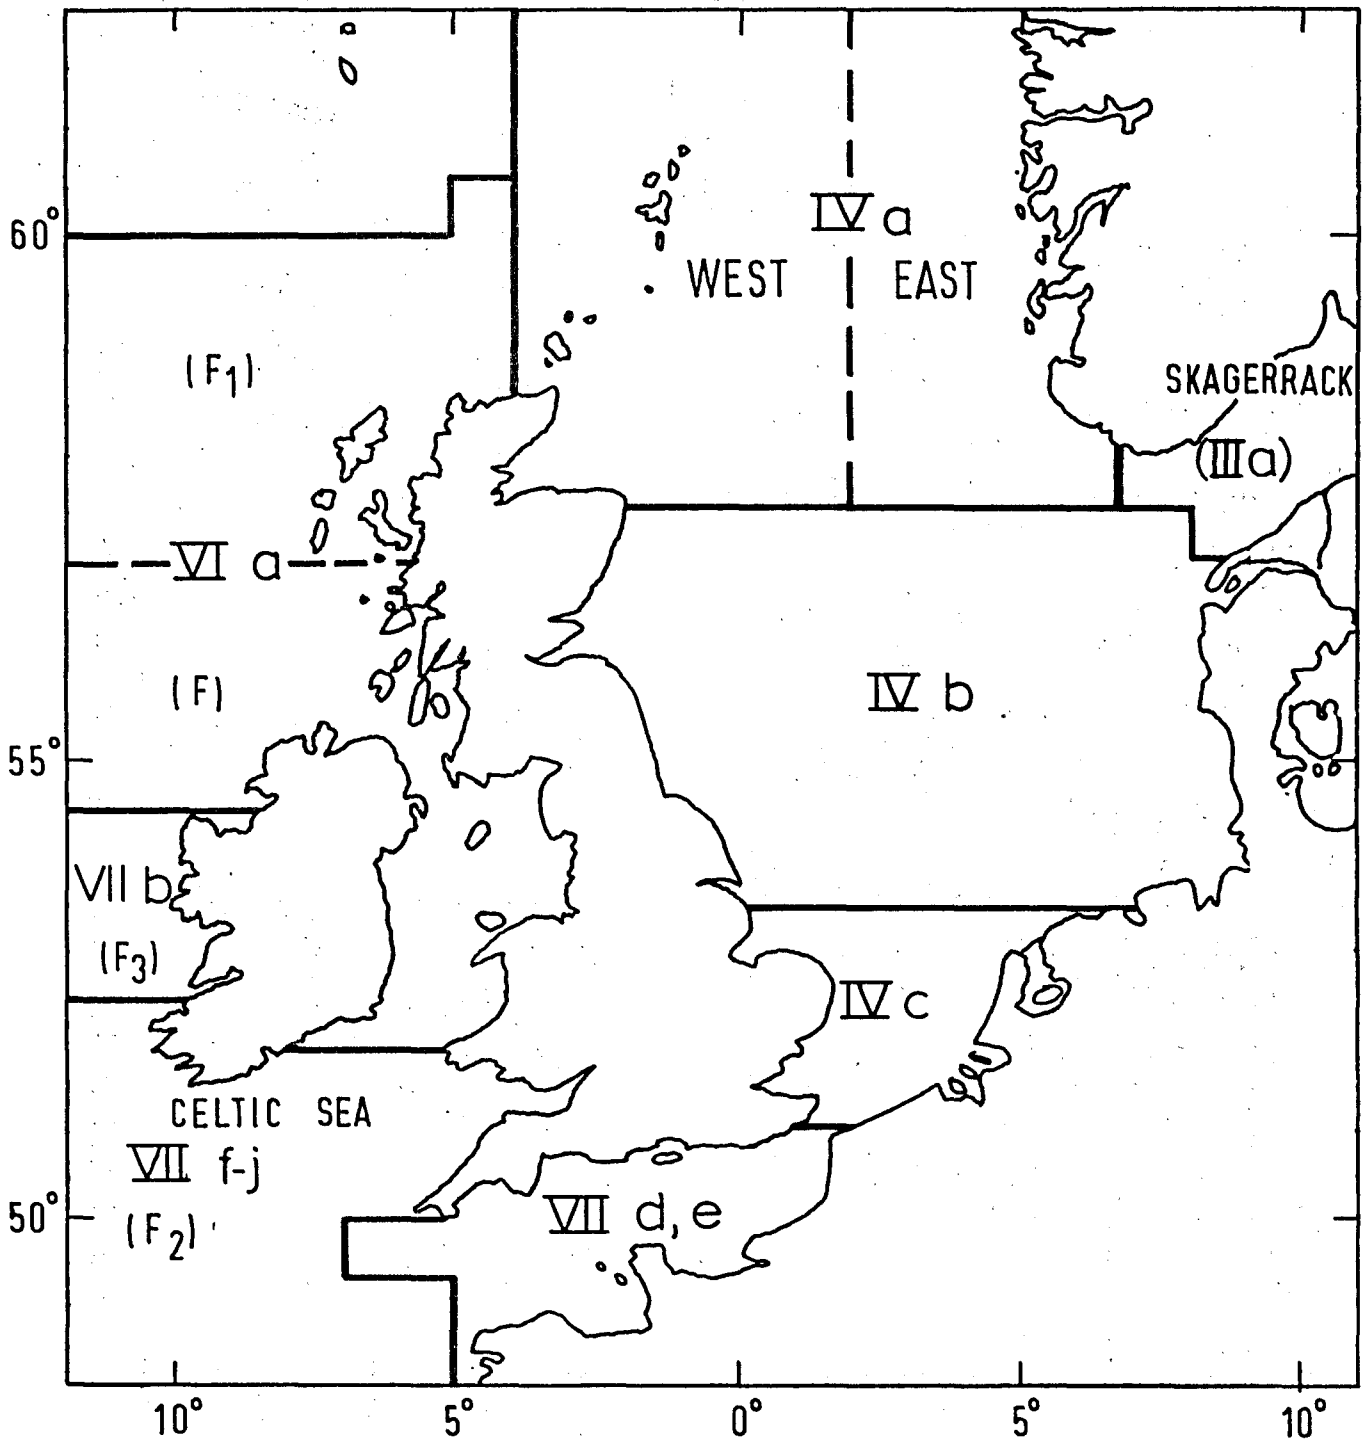 60°
IV a
WEST EAST
(F1)
SKAGERRACK
(IIIa)
VI a
(F)
IV b
55°
VII b
(F3)
IV c
CELTIC SEA
VII f-j
(F2)
VII d, e
50°
10° 5° 0° 5° 10°